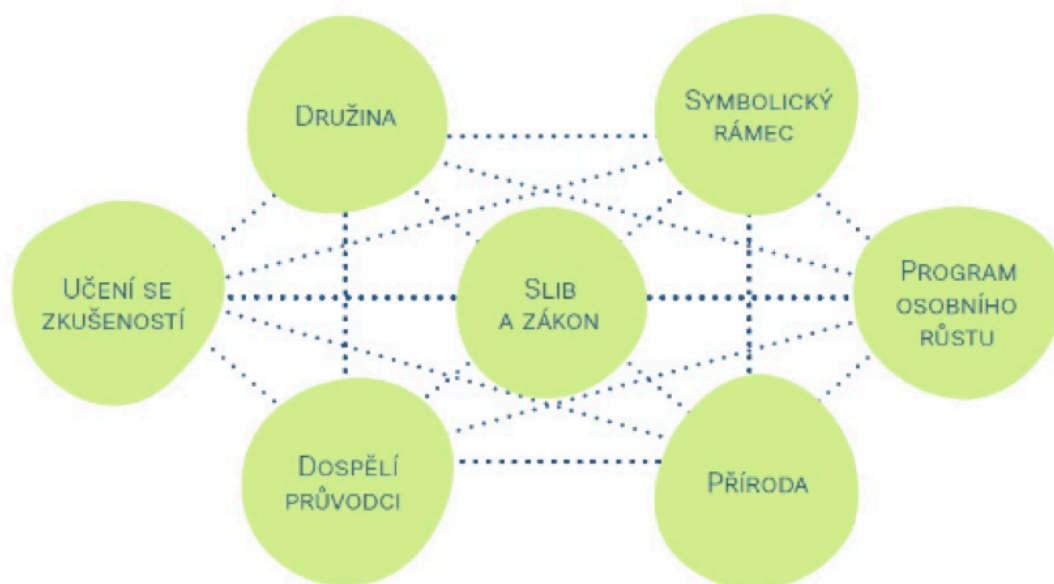 Družina
Symbolický
rámec
Učení se
zkušeností
Slib
a zákon
Program
osobního
růstu
Dospělí
průvodci
Příroda